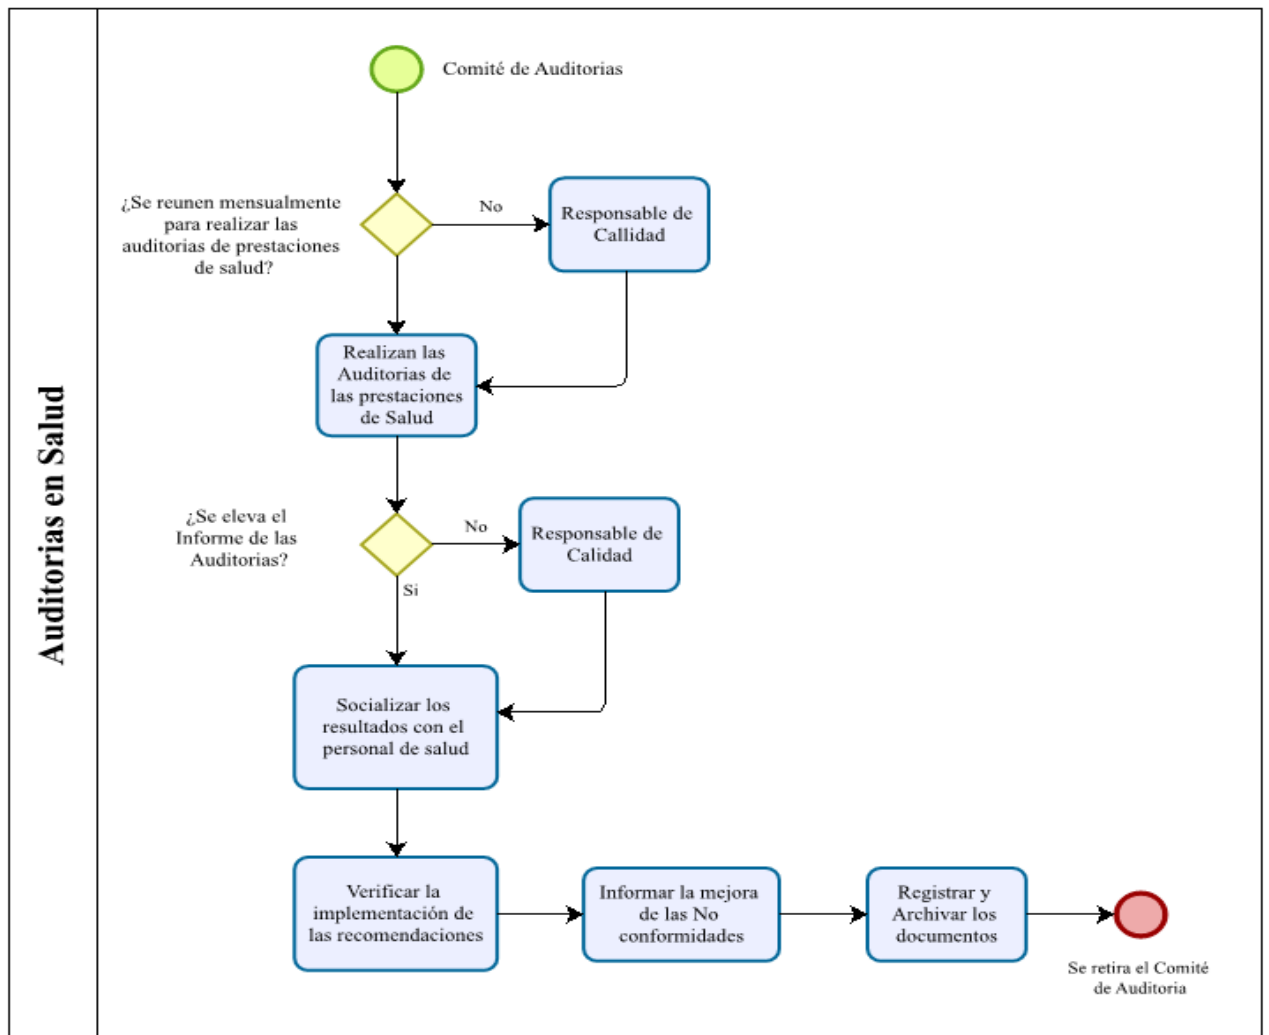 Auditorias en Salud
Comité de Auditorias
¿Se reunen mensualmente
para realizar las
auditorias de prestaciones
de salud?
No
Responsable de
Callidad
Realizan las
Auditorias de
las prestaciones
de Salud
¿Se eleva el
Informe de las
Auditorias?
No
Responsable de
Calidad
Si
Socializar los
resultados con el
personal de salud
Verificar la
implementación de
las recomendaciones
Informar la mejora
de las No
conformidades
Registrar y
Archivar los
documentos
Se retira el Comité
de Auditoria